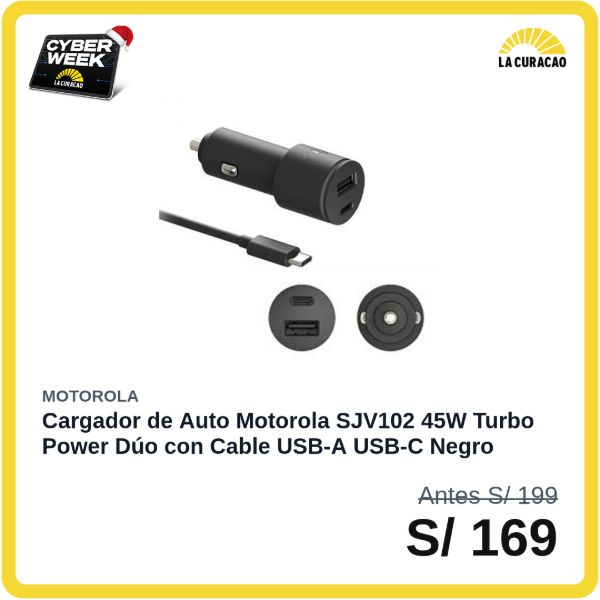 CYBER
WEEK
LA CURACAO
LA CURACAO
MOTOROLA
Cargador de Auto Motorola SJV102 45W Turbo
Power Dúo con Cable USB-A USB-C Negro
Antes S/ 199
S/ 169